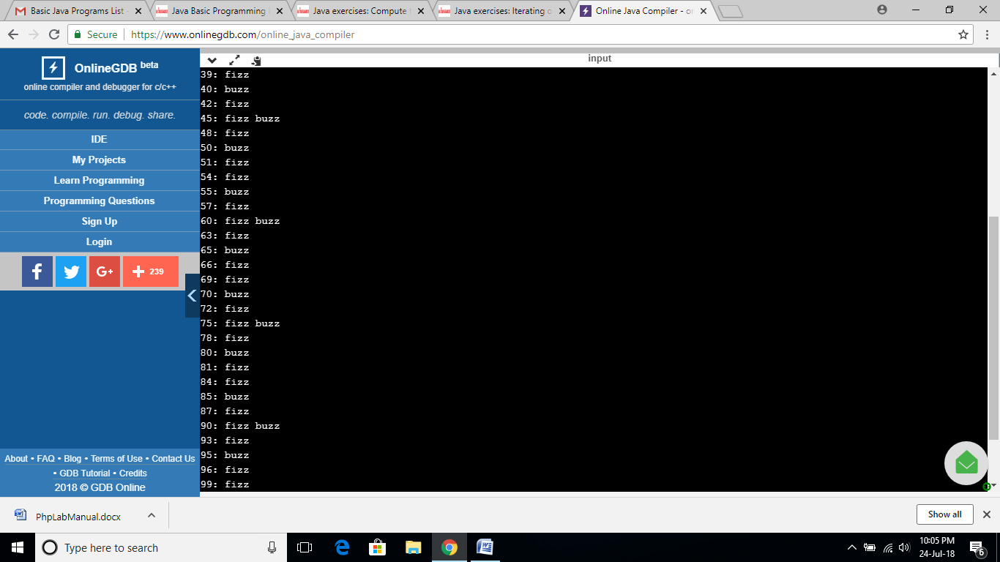 Basic Java Programs List -
Java Basic Programming
Java exercises: Compute
Java exercises: Iterating
Online Java Compiler - on
Secure
https://www.onlinegdb.com/online_java_compiler
OnlineGDB beta
online compiler and debugger for c/c++
code. compile. run. debug. share.
IDE
My Projects
Learn Programming
Programming Questions
Sign Up
Login
f
G+
239
About • FAQ • Blog • Terms of Use • Contact Us
• GDB Tutorial • Credits
2018 © GDB Online
input
39: fizz
40: buzz
42: fizz
45: fizz buzz
48: fizz
50: buzz
51: fizz
54: fizz
55: buzz
57: fizz
60: fizz buzz
63: fizz
65: buzz
66: fizz
69: fizz
70: buzz
72: fizz
75: fizz buzz
78: fizz
80: buzz
81: fizz
84: fizz
85: buzz
87: fizz
90: fizz buzz
93: fizz
95: buzz
96: fizz
99: fizz
PhpLabManual.docx
Show all
Type here to search
10:05 PM
24-Jul-18
6